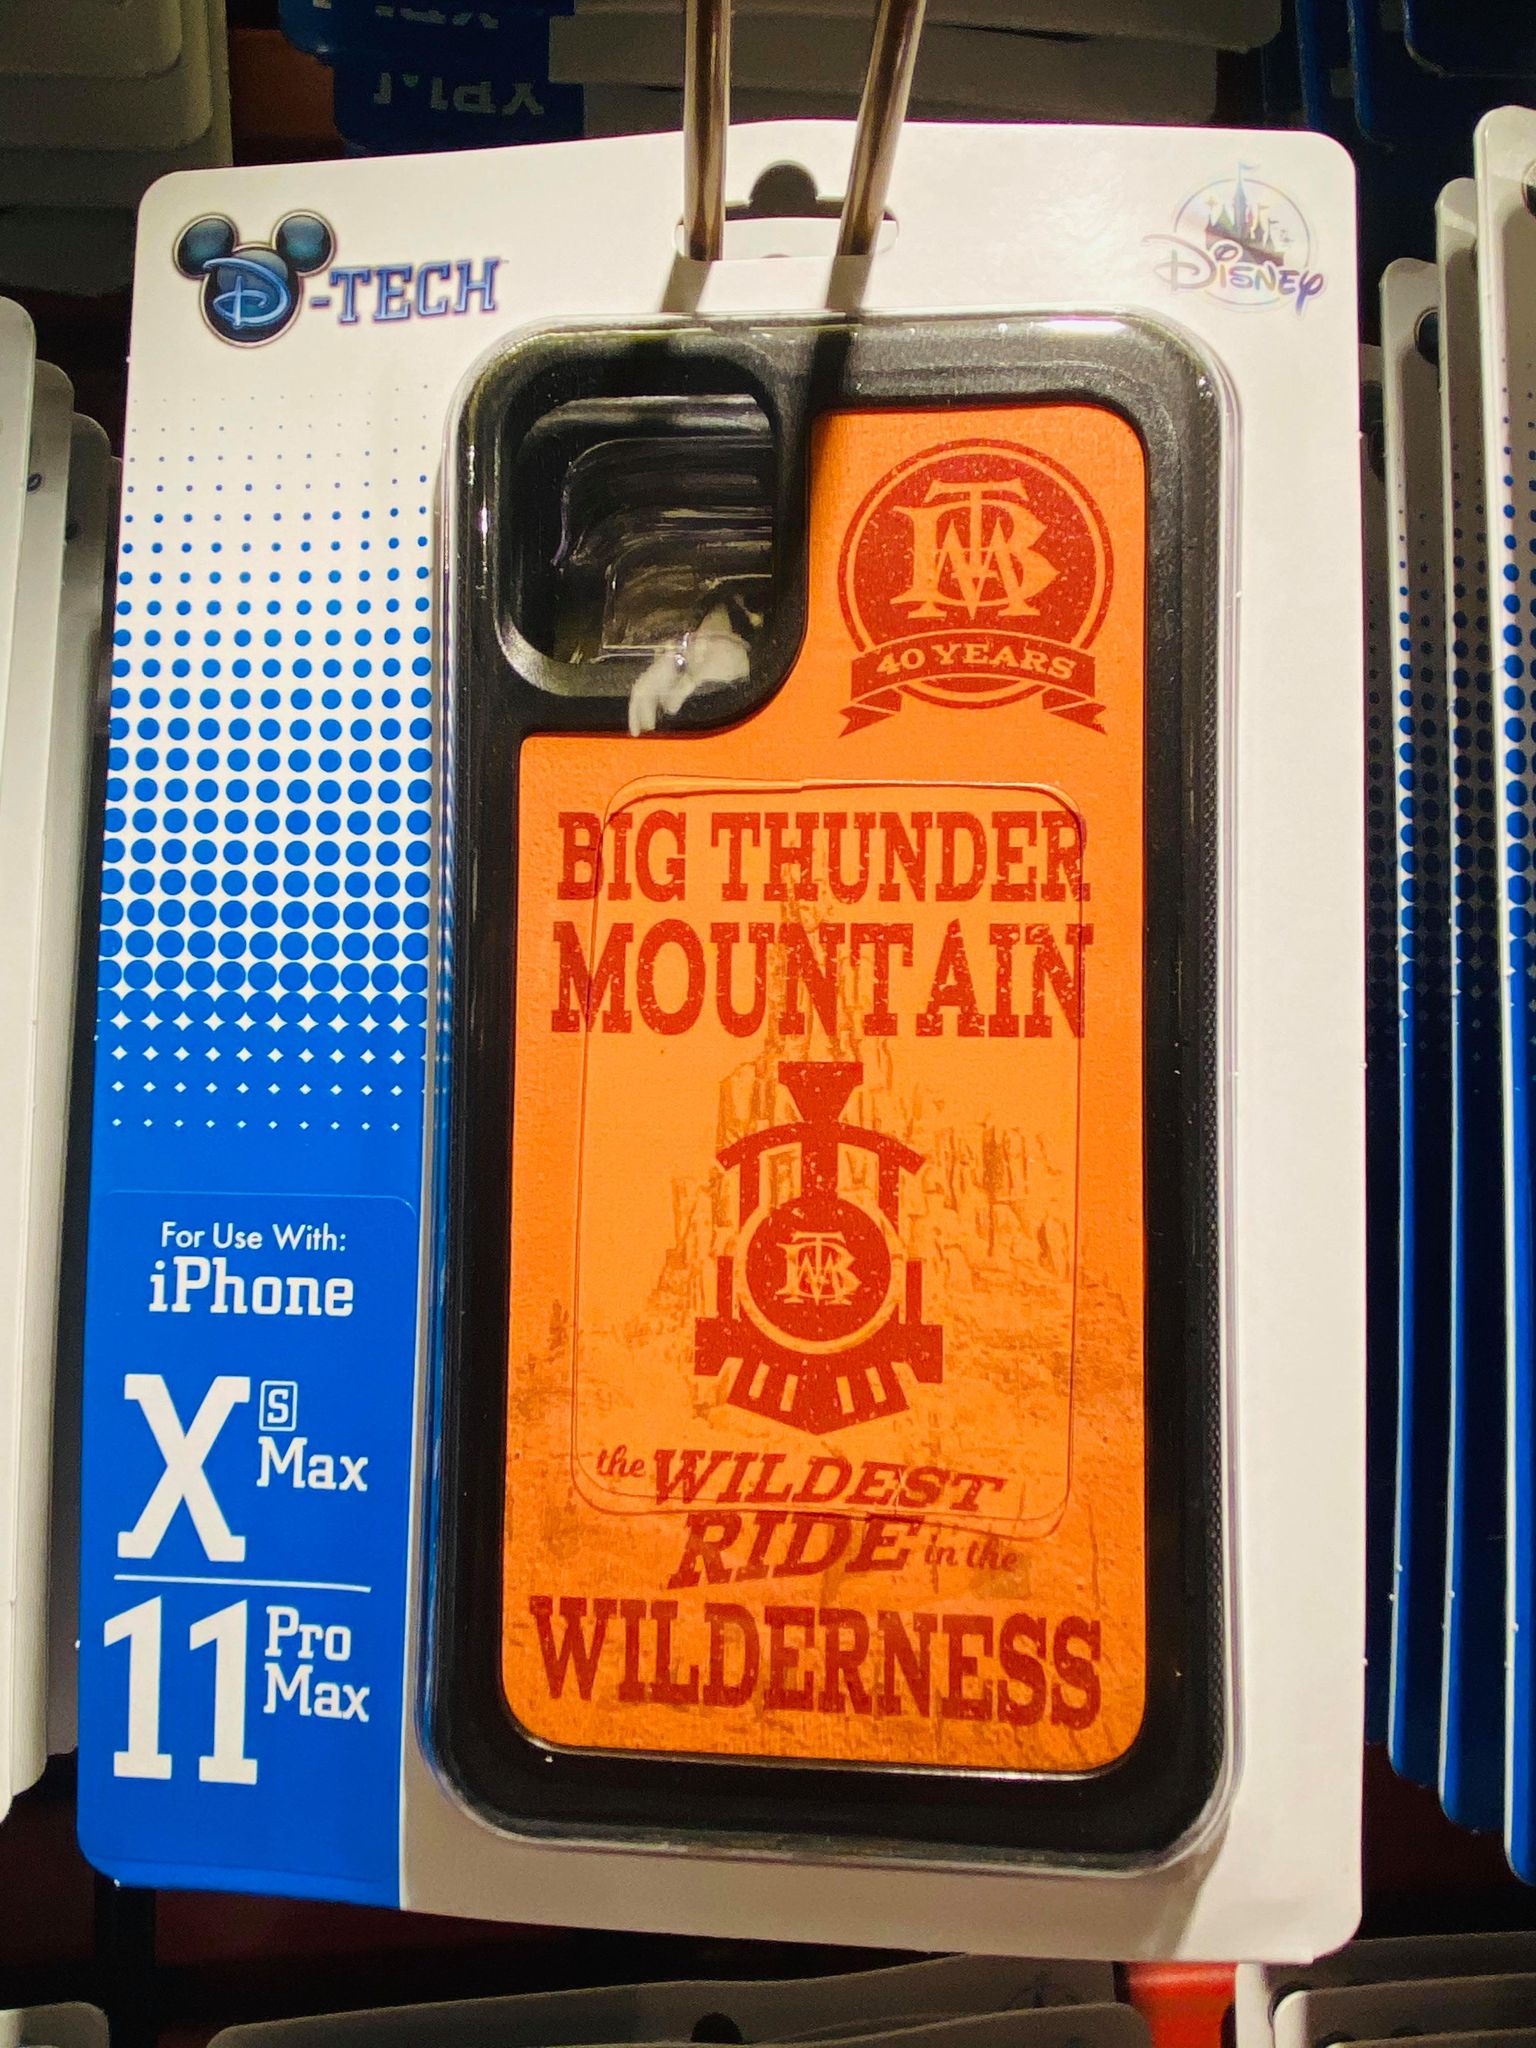 D-TECH
Disney
BTM
40 YEARS
BIG THUNDER
MOUNTAIN
BTM
the WILDEST
RIDE in the
WILDERNESS
For Use With:
iPhone
X S Max
11 Pro Max